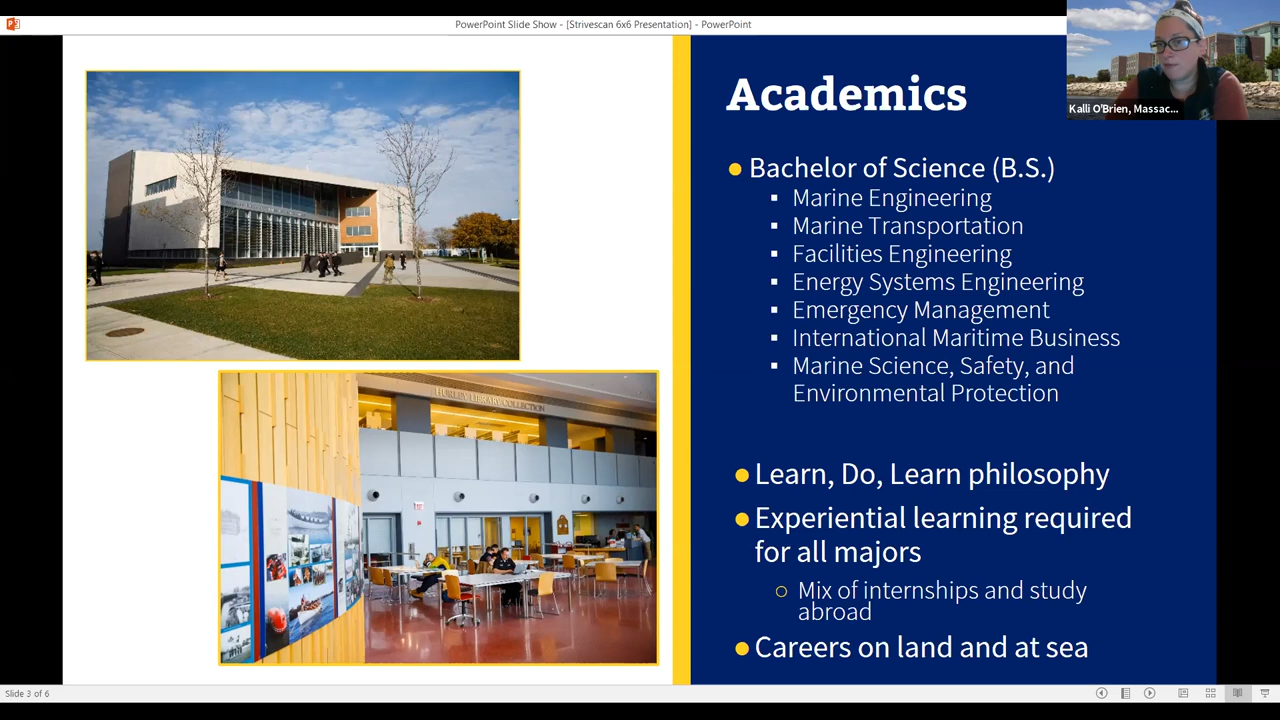 PowerPoint Slide Show - [Strivescan 6x6 Presentation] - PowerPoint
Kalli O'Brien, Massac...
Academics
Bachelor of Science (B.S.)
Marine Engineering
Marine Transportation
Facilities Engineering
Energy Systems Engineering
Emergency Management
International Maritime Business
Marine Science, Safety, and
Environmental Protection
HURLEY LIBRARY COLLECTION
Learn, Do, Learn philosophy
Experiential learning required
for all majors
Mix of internships and study
abroad
Careers on land and at sea
Slide 3 of 6